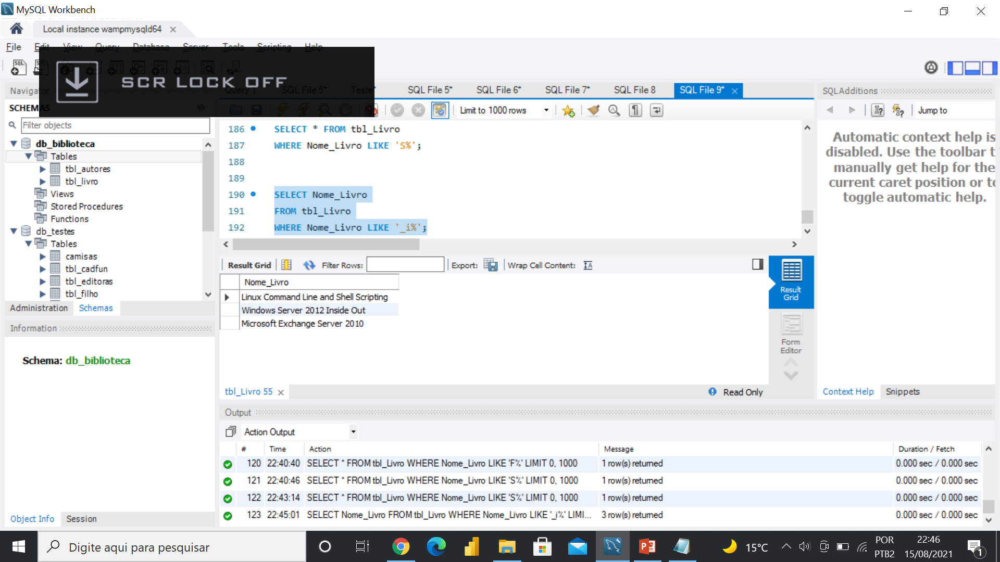 MySQL Workbench
Local instance wampmysqld64
File Edit View Query Database Server Tools Scripting Help
SCR LOCK OFF
Navigator
Query 1 SQL File 5* Teste* SQL File 5* SQL File 6* SQL File 7* SQL File 8 SQL File 9*
SQLAdditions
SCHEMAS
Limit to 1000 rows
Jump to
Filter objects
db_biblioteca
Tables
tbl_autores
tbl_livro
Views
Stored Procedures
Functions
db_testes
Tables
camisas
tbl_cadfun
tbl_editoras
tbl_filho
Administration Schemas
Information
Schema: db_biblioteca
Object Info Session
186 SELECT * FROM tbl_Livro
187 WHERE Nome_Livro LIKE 'S%';
188
189
190 SELECT Nome_Livro
191 FROM tbl_Livro
192 WHERE Nome_Livro LIKE '_i%';
Result Grid Filter Rows: Export: Wrap Cell Content:
Nome_Livro
Linux Command Line and Shell Scripting
Windows Server 2012 Inside Out
Microsoft Exchange Server 2010
Result
Grid
Form
Editor
tbl_Livro 55
Read Only
Automatic context help is
disabled. Use the toolbar t
manually get help for the
current caret position or to
toggle automatic help.
Context Help Snippets
Output
Action Output
# Time Action Message Duration / Fetch
120 22:40:40 SELECT * FROM tbl_Livro WHERE Nome_Livro LIKE 'F%' LIMIT 0, 1000 1 row(s) returned 0.000 sec / 0.000 sec
121 22:40:46 SELECT * FROM tbl_Livro WHERE Nome_Livro LIKE 'S%' LIMIT 0, 1000 1 row(s) returned 0.000 sec / 0.000 sec
122 22:43:14 SELECT * FROM tbl_Livro WHERE Nome_Livro LIKE 'S%' LIMIT 0, 1000 1 row(s) returned 0.000 sec / 0.000 sec
123 22:45:01 SELECT Nome_Livro FROM tbl_Livro WHERE Nome_Livro LIKE '_i%' LIMI... 3 row(s) returned 0.000 sec / 0.000 sec
Digite aqui para pesquisar
15°C
POR
PTB2
22:46
15/08/2021
1